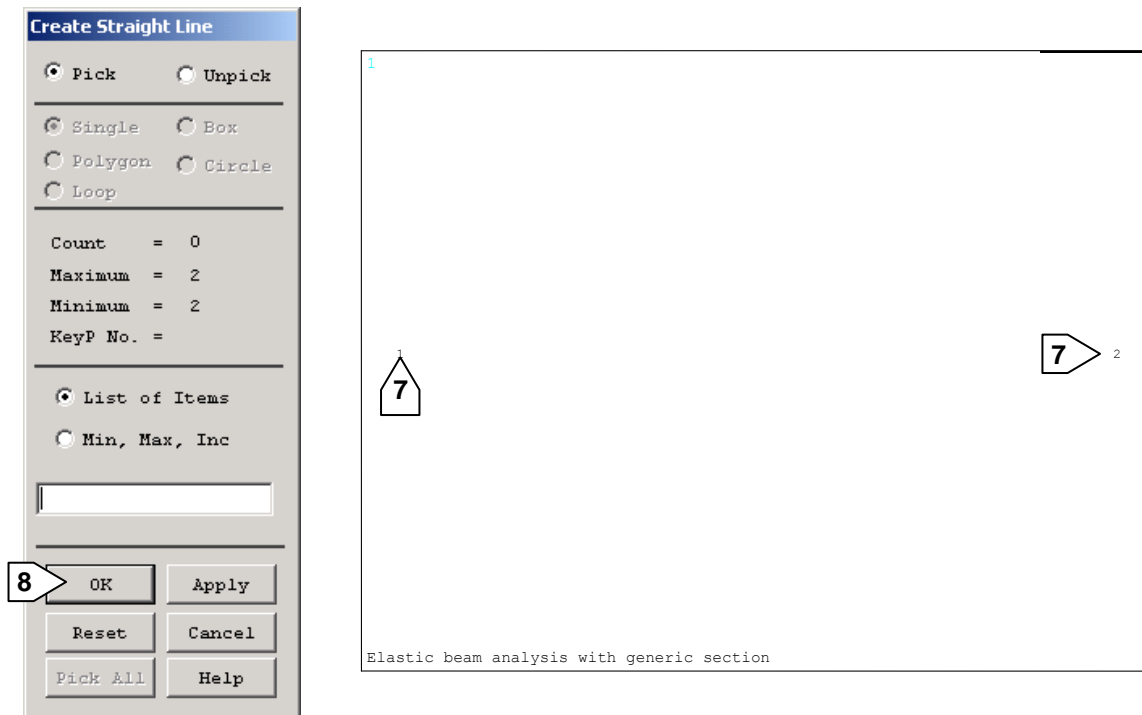 Create Straight Line
Pick Unpick
Single Box
Polygon Circle
Loop
Count = 0
Maximum = 2
Minimum = 2
KeyP No. =
List of Items
Min, Max, Inc
8
OK Apply
Reset Cancel
Pick All Help
1
1
7
7
2
Elastic beam analysis with generic section